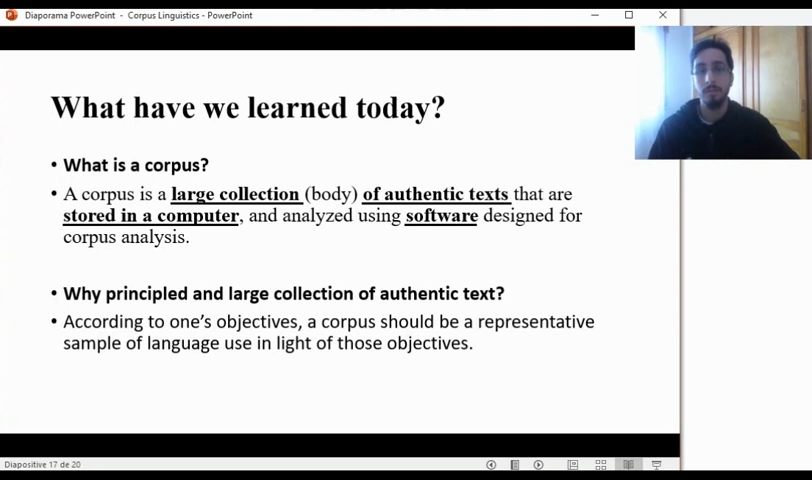 Diaporama PowerPoint - Corpus Linguistics - PowerPoint
What have we learned today?
• What is a corpus?
• A corpus is a large collection (body) of authentic texts that are
stored in a computer, and analyzed using software designed for
corpus analysis.
• Why principled and large collection of authentic text?
• According to one's objectives, a corpus should be a representative
sample of language use in light of those objectives.
Diapositive 17 de 20